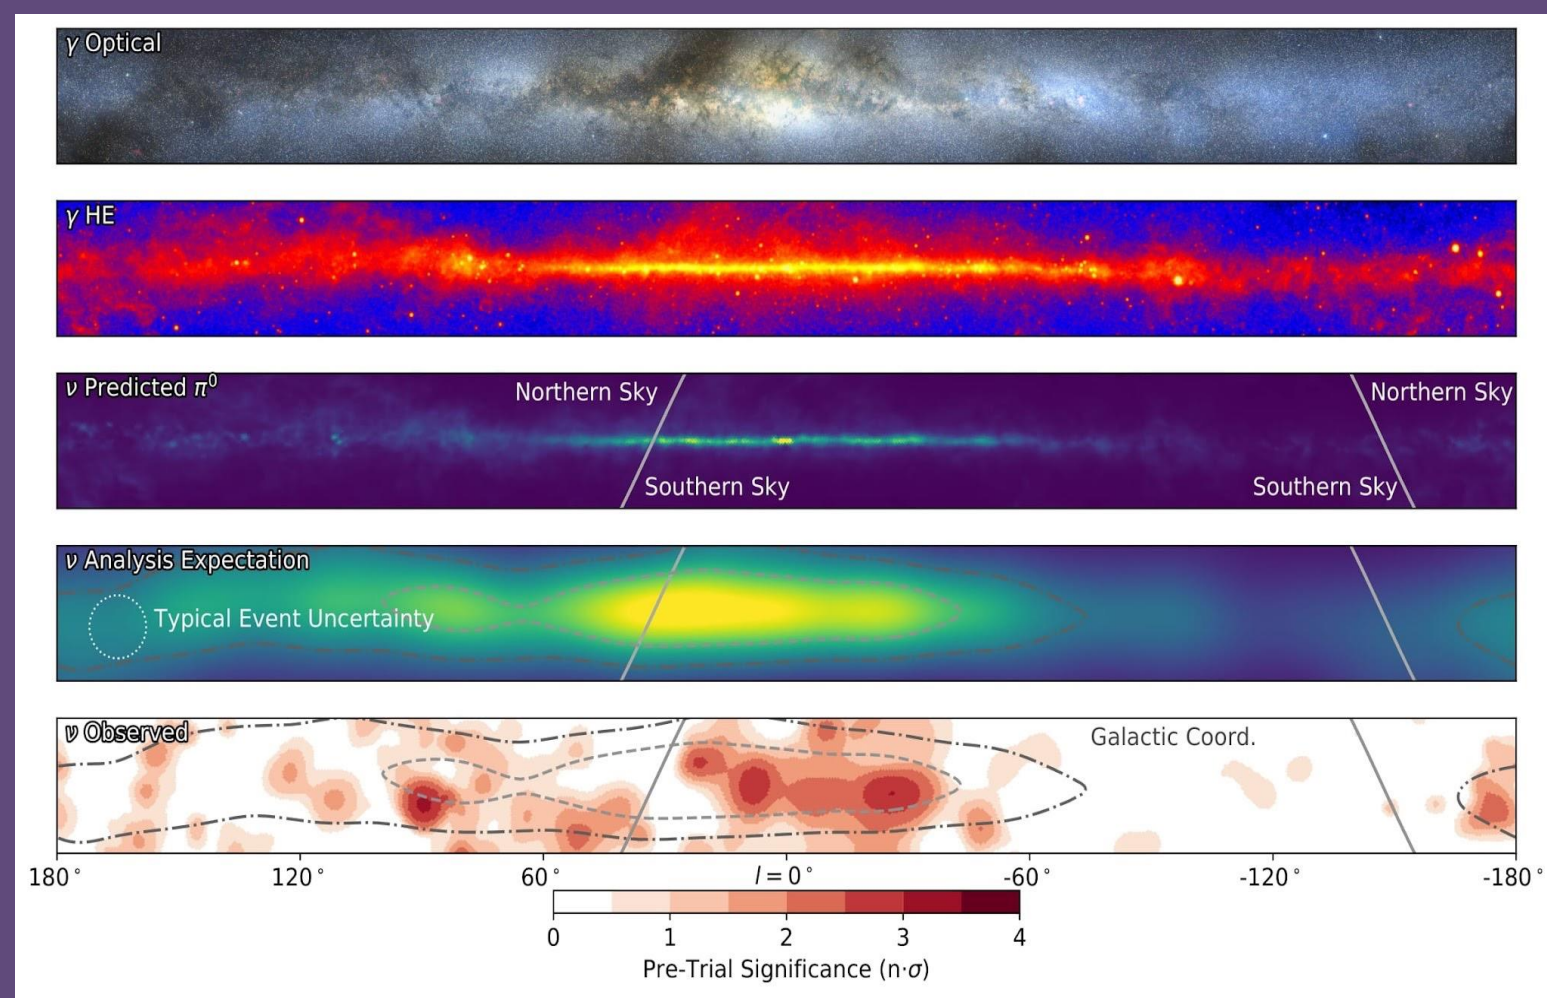 γ Optical
γ HE
ν Predicted π⁰
Northern Sky
Northern Sky
Southern Sky
Southern Sky
ν Analysis Expectation
Typical Event Uncertainty
ν Observed
Galactic Coord.
180° 120° 60° l = 0° -60° -120° -180°
0 1 2 3 4
Pre-Trial Significance (n·σ)